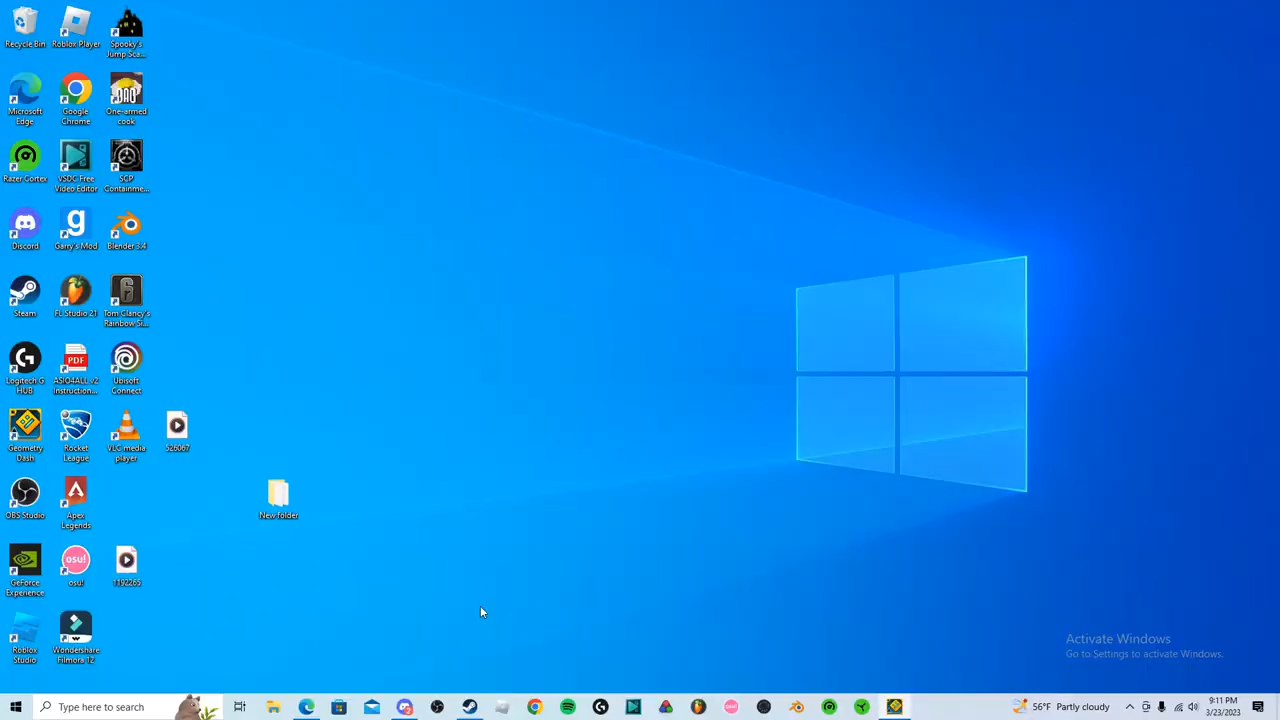 Recycle Bin
Roblox Player
Spooky's
Jump Sca...
Microsoft
Edge
Google
Chrome
One-armed
cook
Razer Cortex
VSDC Free
Video Editor
SCP
Containme...
Discord
Garry's Mod
Blender 3.4
Steam
FL Studio 21
Tom Clancy's
Rainbow Si...
Logitech G
HUB
PDF
ASIO4ALL v2
Instruction...
Ubisoft
Connect
Geometry
Dash
Rocket
League
VLC media
player
526067
OBS Studio
Apex
Legends
New folder
GeForce
Experience
osu!
osu!
1192265
Roblox
Studio
Wondershare
Filmora 12
Activate Windows
Go to Settings to activate Windows.
Type here to search
56°F Partly cloudy
9:11 PM
3/23/2023